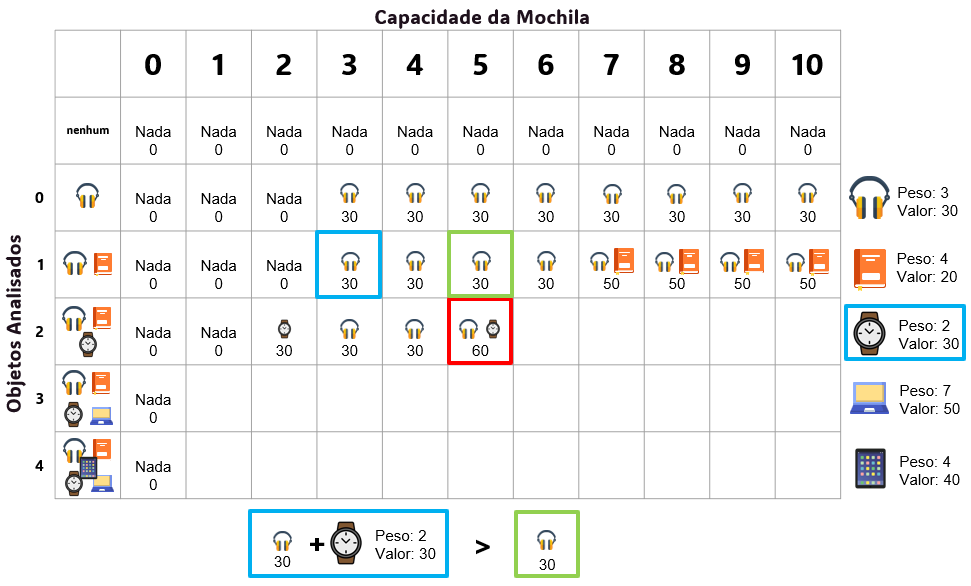 Capacidade da Mochila
0 1 2 3 4 5 6 7 8 9 10
nenhum Nada Nada Nada Nada Nada Nada Nada Nada Nada Nada Nada
0 0 0 0 0 0 0 0 0 0 0
Objetos Analisados
0 Nada Nada Nada
0 0 0 30 30 30 30 30 30 30 30
Peso: 3
Valor: 30
1 Nada Nada Nada
0 0 0 30 30 30 30 50 50 50 50
Peso: 4
Valor: 20
2 Nada Nada
0 0 30 30 30 60
Peso: 2
Valor: 30
3 Nada
0
Peso: 7
Valor: 50
4 Nada
0
Peso: 4
Valor: 40
30 + Peso: 2
Valor: 30
> 30